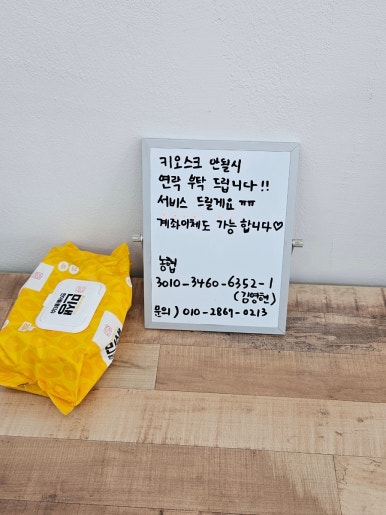 키오스크 안될시
연락 부탁 드립니다!!
서비스 드릴게요 ㅠㅠ
계좌이체도 가능합니다♡
농협
3010-3460-6352-1
(김영현)
문의) 010-2867-0213